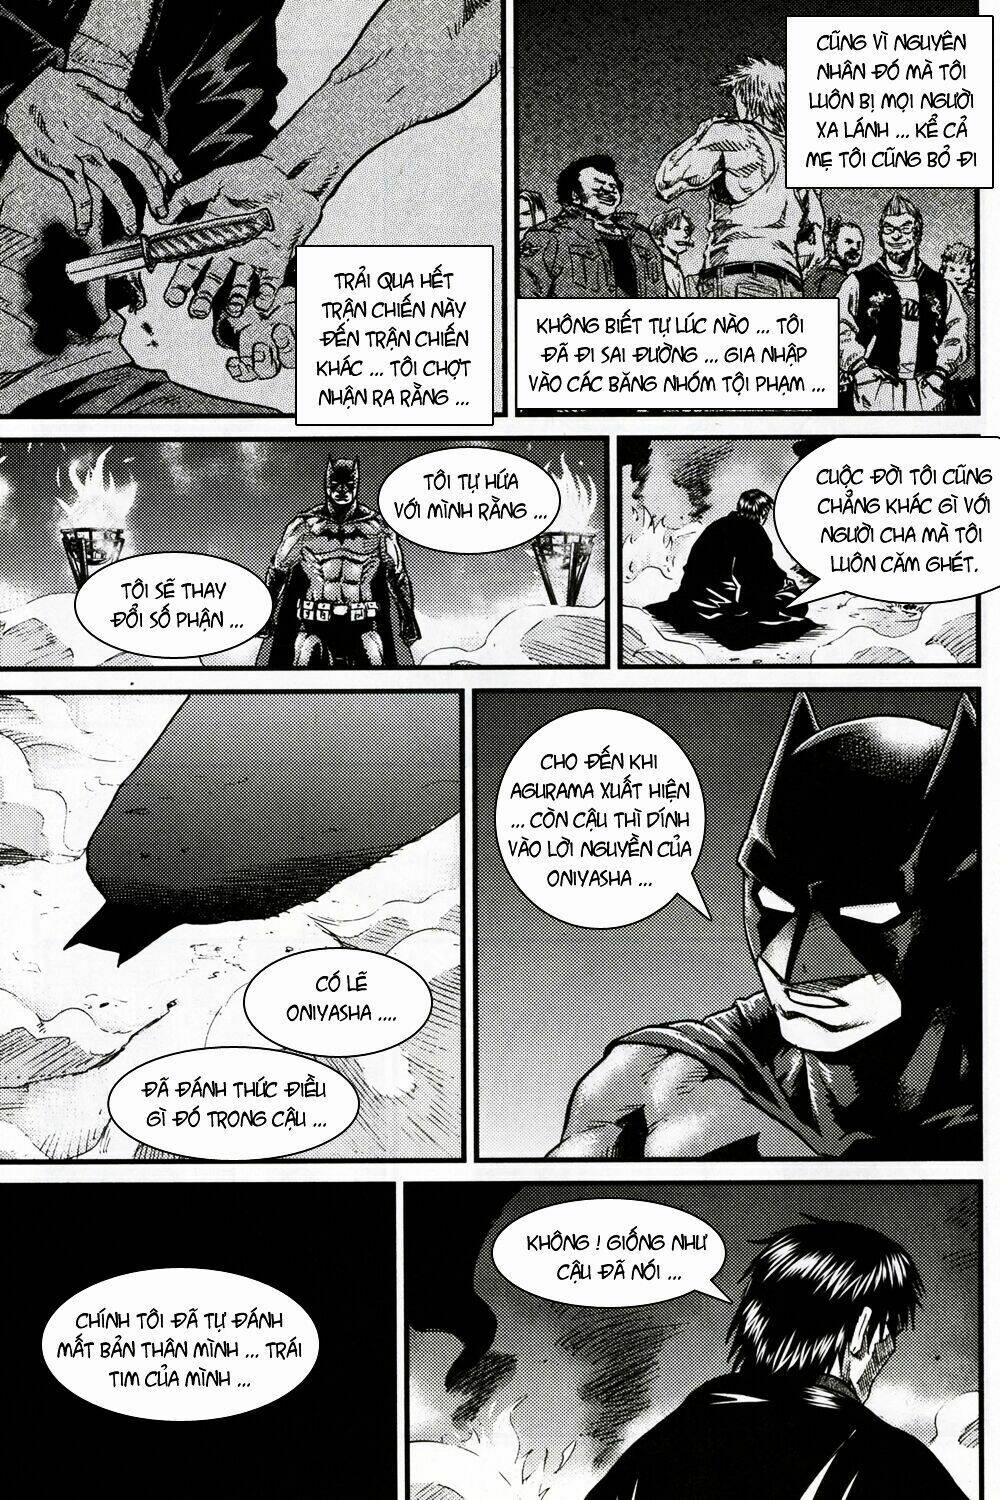 CŨNG VÌ NGUYÊN
NHÂN ĐÓ MÀ TÔI
LUÔN BỊ MỌI NGƯỜI
XA LÁNH ... KỂ CẢ
MẸ TÔI CŨNG BỎ ĐI
KHÔNG BIẾT TỰ LÚC NÀO ... TÔI
ĐÃ ĐI SAI ĐƯỜNG ... GIA NHẬP
VÀO CÁC BĂNG NHÓM TỘI PHẠM ...
TRẢI QUA HẾT
TRẬN CHIẾN NÀY
ĐẾN TRẬN CHIẾN
KHÁC ... TÔI CHỢT
NHẬN RA RẰNG ...
CUỘC ĐỜI TÔI CŨNG
CHẲNG KHÁC GÌ VỚI
NGƯỜI CHA MÀ TÔI
LUÔN CĂM GHÉT.
TÔI TỰ HỨA
VỚI MÌNH RẰNG ...
TÔI SẼ THAY
ĐỔI SỐ PHẬN ...
CHO ĐẾN KHI
AGURAMA XUẤT HIỆN
... CÒN CẬU THÌ DÍNH
VÀO LỜI NGUYỀN CỦA
ONIYASHA ...
CÓ LẼ
ONIYASHA ....
ĐÃ ĐÁNH THỨC ĐIỀU
GÌ ĐÓ TRONG CẬU ...
KHÔNG ! GIỐNG NHƯ
CẬU ĐÃ NÓI ...
CHÍNH TÔI ĐÃ TỰ ĐÁNH
MẤT BẢN THÂN MÌNH ... TRÁI
TIM CỦA MÌNH ...